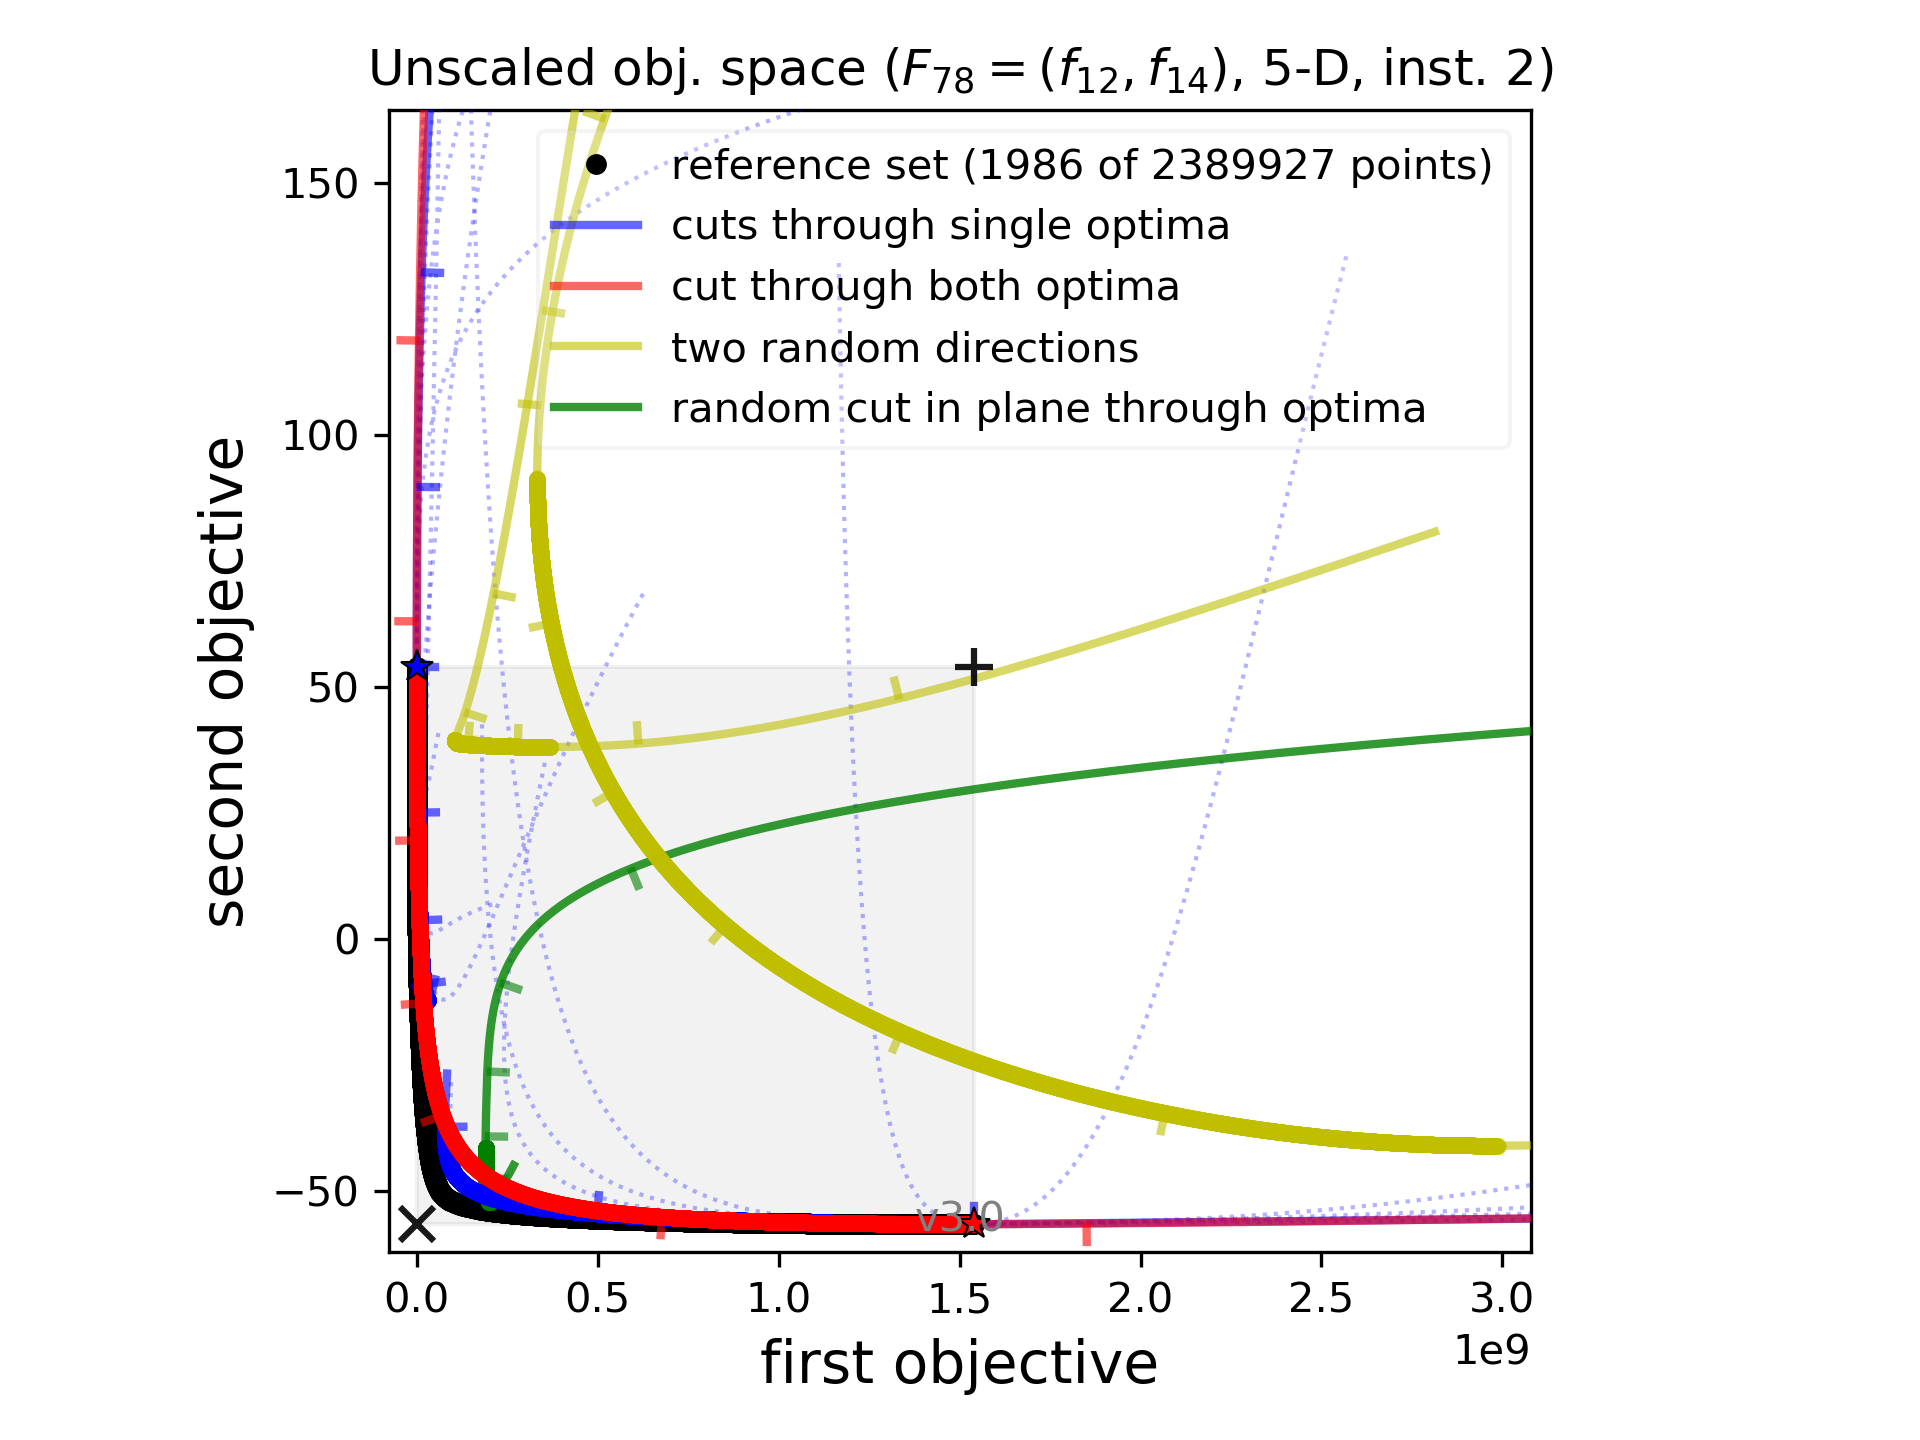 Unscaled obj. space (F78 = (f12, f14), 5-D, inst. 2)
reference set (1986 of 2389927 points)
cuts through single optima
cut through both optima
two random directions
random cut in plane through optima
150
100
50
0
−50
second objective
v3.0
0.0 0.5 1.0 1.5 2.0 2.5 3.0
1e9
first objective